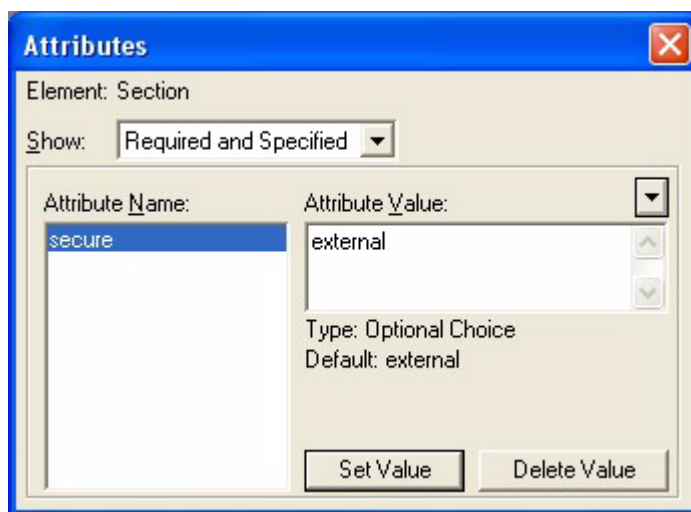 Attributes
Element: Section
Show: Required and Specified
Attribute Name:
secure
Attribute Value:
external
Type: Optional Choice
Default: external
Set Value
Delete Value